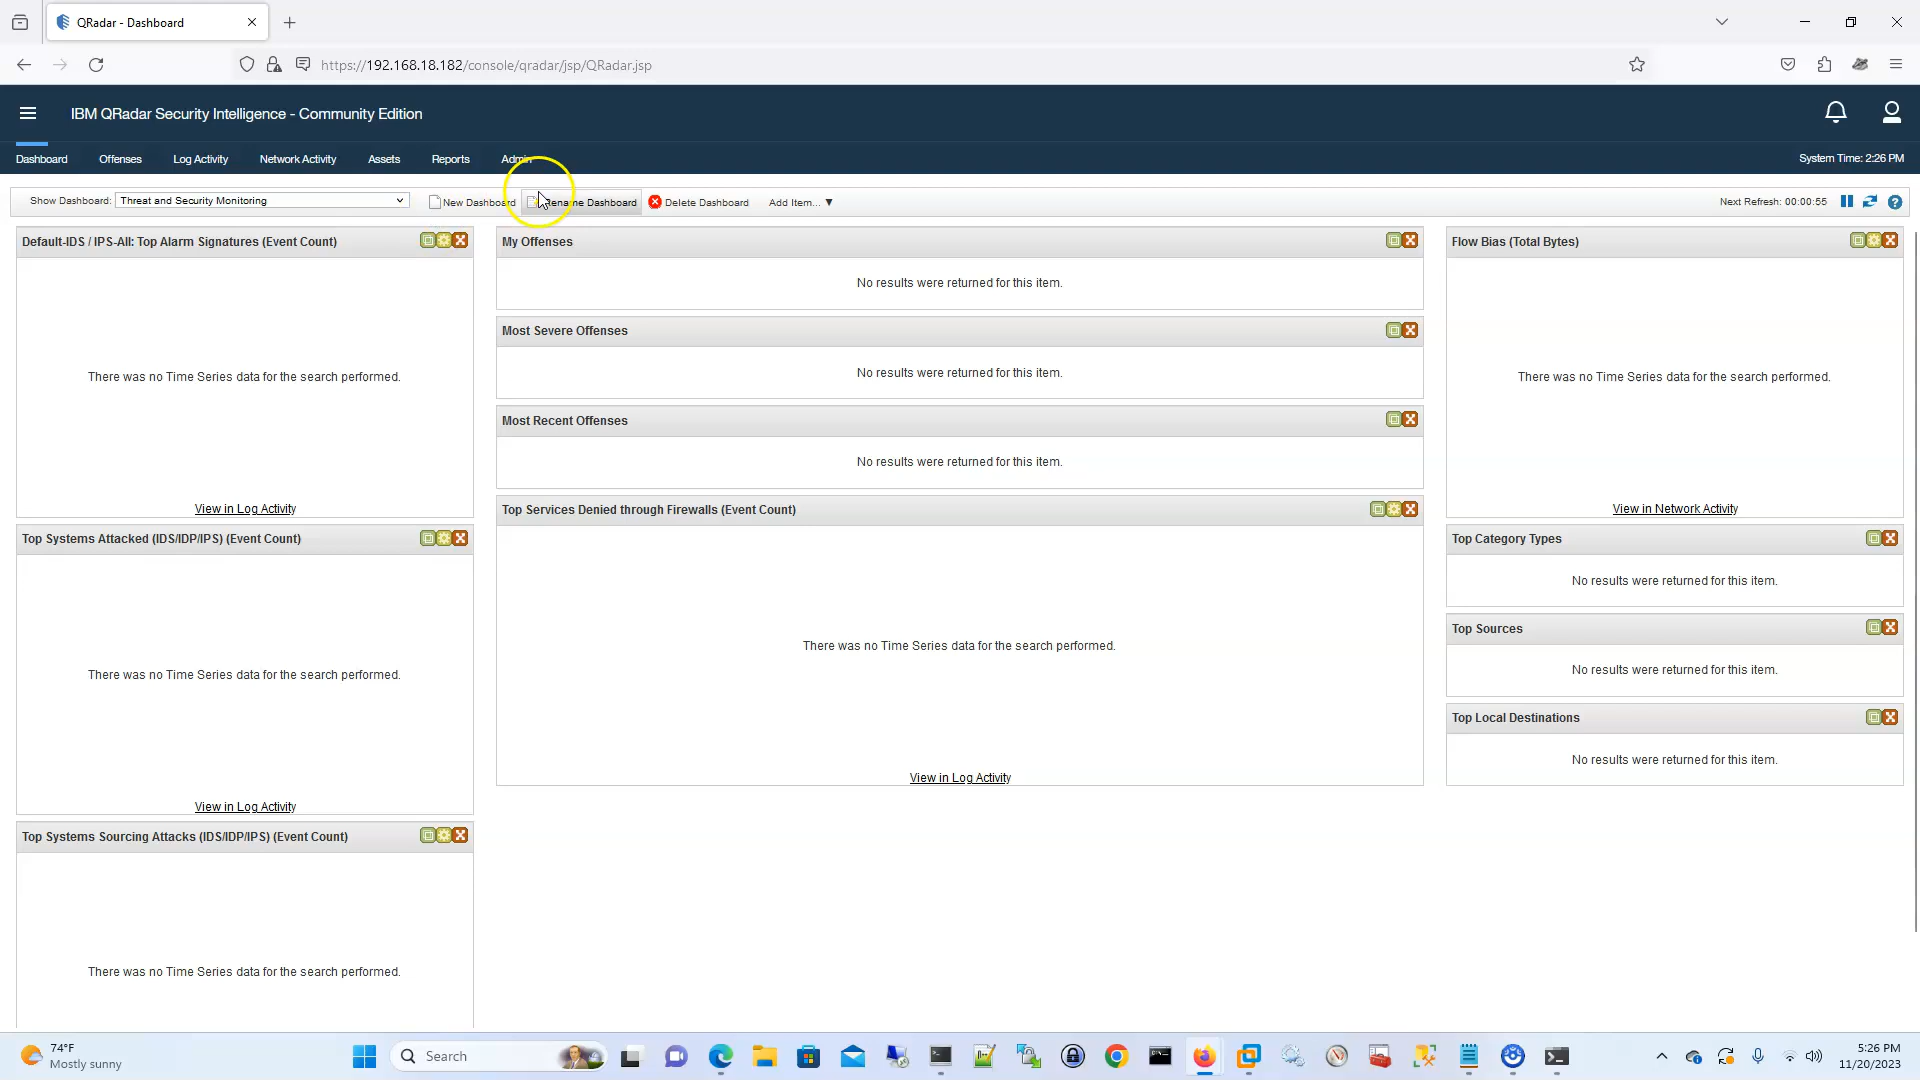 QRadar - Dashboard
https://192.168.18.182/console/qradar/jsp/QRadar.jsp
IBM QRadar Security Intelligence - Community Edition
Dashboard Offenses Log Activity Network Activity Assets Reports Admin System Time: 2:26 PM
Show Dashboard: Threat and Security Monitoring New Dashboard Rename Dashboard Delete Dashboard Add Item... ▼ Next Refresh: 00:00:55
Default-IDS / IPS-All: Top Alarm Signatures (Event Count)
There was no Time Series data for the search performed.
View in Log Activity
Top Systems Attacked (IDS/IDP/IPS) (Event Count)
There was no Time Series data for the search performed.
View in Log Activity
Top Systems Sourcing Attacks (IDS/IDP/IPS) (Event Count)
There was no Time Series data for the search performed.
My Offenses
No results were returned for this item.
Most Severe Offenses
No results were returned for this item.
Most Recent Offenses
No results were returned for this item.
Top Services Denied through Firewalls (Event Count)
There was no Time Series data for the search performed.
View in Log Activity
Flow Bias (Total Bytes)
There was no Time Series data for the search performed.
View in Network Activity
Top Category Types
No results were returned for this item.
Top Sources
No results were returned for this item.
Top Local Destinations
No results were returned for this item.
74°F
Mostly sunny
Search
5:26 PM
11/20/2023